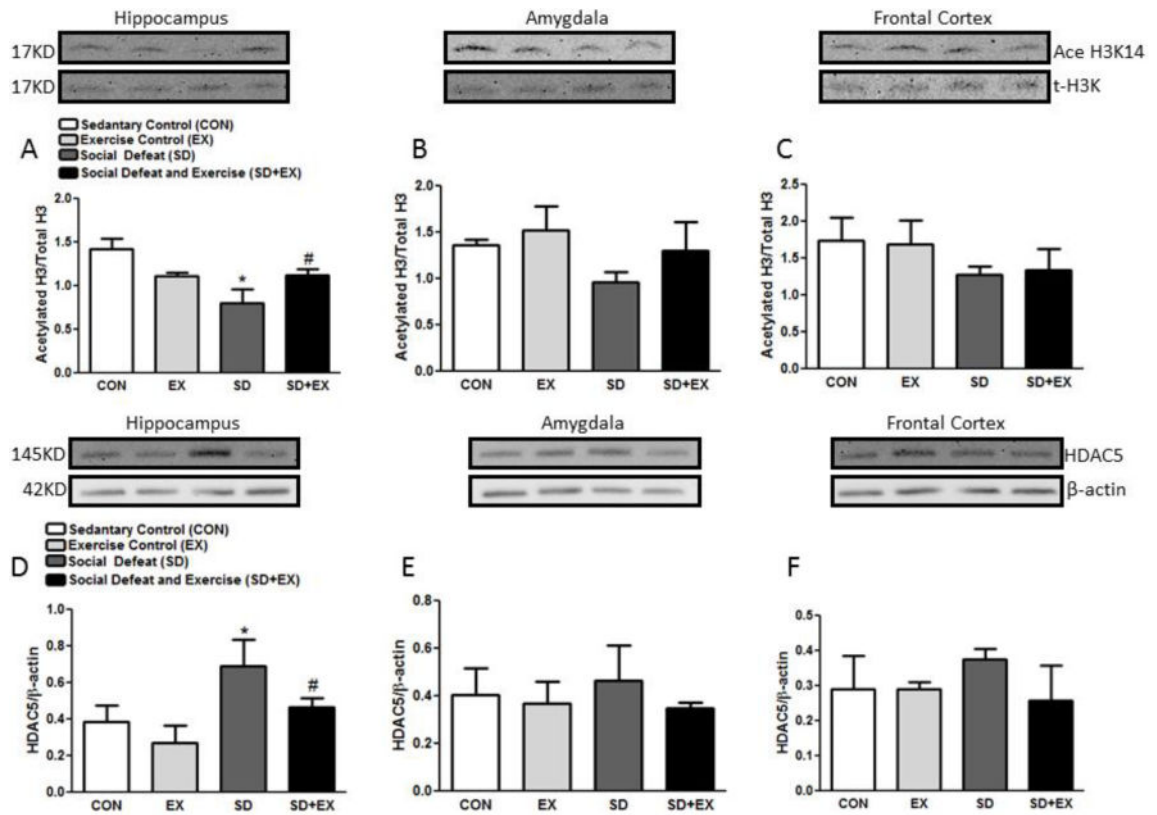 Hippocampus
Amygdala
Frontal Cortex
17KD
Ace H3K14
17KD
t-H3K
Sedantary Control (CON)
Exercise Control (EX)
Social Defeat (SD)
Social Defeat and Exercise (SD+EX)
A
B
C
Acetylated H3/Total H3
2.0
1.5
1.0
0.5
0.0
*
#
CON EX SD SD+EX
Acetylated H3/Total H3
2.0
1.5
1.0
0.5
0.0
CON EX SD SD+EX
Acetylated H3/Total H3
2.5
2.0
1.5
1.0
0.5
0.0
CON EX SD SD+EX
Hippocampus
Amygdala
Frontal Cortex
145KD
HDAC5
42KD
β-actin
Sedantary Control (CON)
Exercise Control (EX)
Social Defeat (SD)
Social Defeat and Exercise (SD+EX)
D
E
F
HDAC5/β-actin
1.0
0.8
0.6
0.4
0.2
0.0
*
#
CON EX SD SD+EX
HDAC5/β-actin
0.8
0.6
0.4
0.2
0.0
CON EX SD SD+EX
HDAC5/β-actin
0.5
0.4
0.3
0.2
0.1
0.0
CON EX SD SD+EX